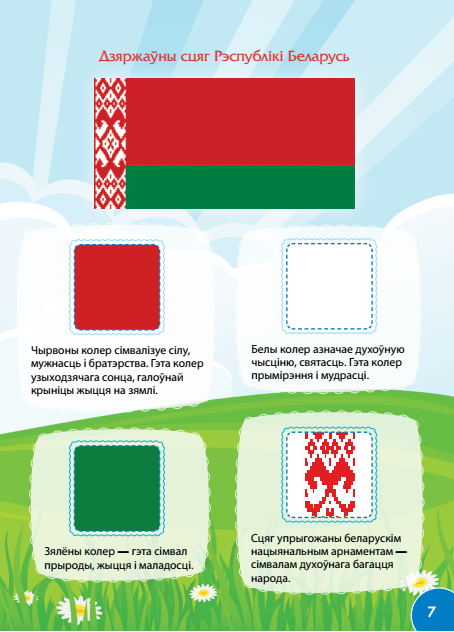 Дзяржаўны сцяг Рэспублікі Беларусь
Чырвоны колер сімвалізуе сілу,
мужнасць і братэрства. Гэта колер
узыходзячага сонца, галоўнай
крыніцы жыцця на зямлі.
Белы колер азначае духоўную
чысціню, святасць. Гэта колер
прымірэння і мудрасці.
Зялёны колер — гэта сімвал
прыроды, жыцця і маладосці.
Сцяг упрыгожаны беларускім
нацыянальным арнаментам —
сімвалам духоўнага багацця
народа.
7